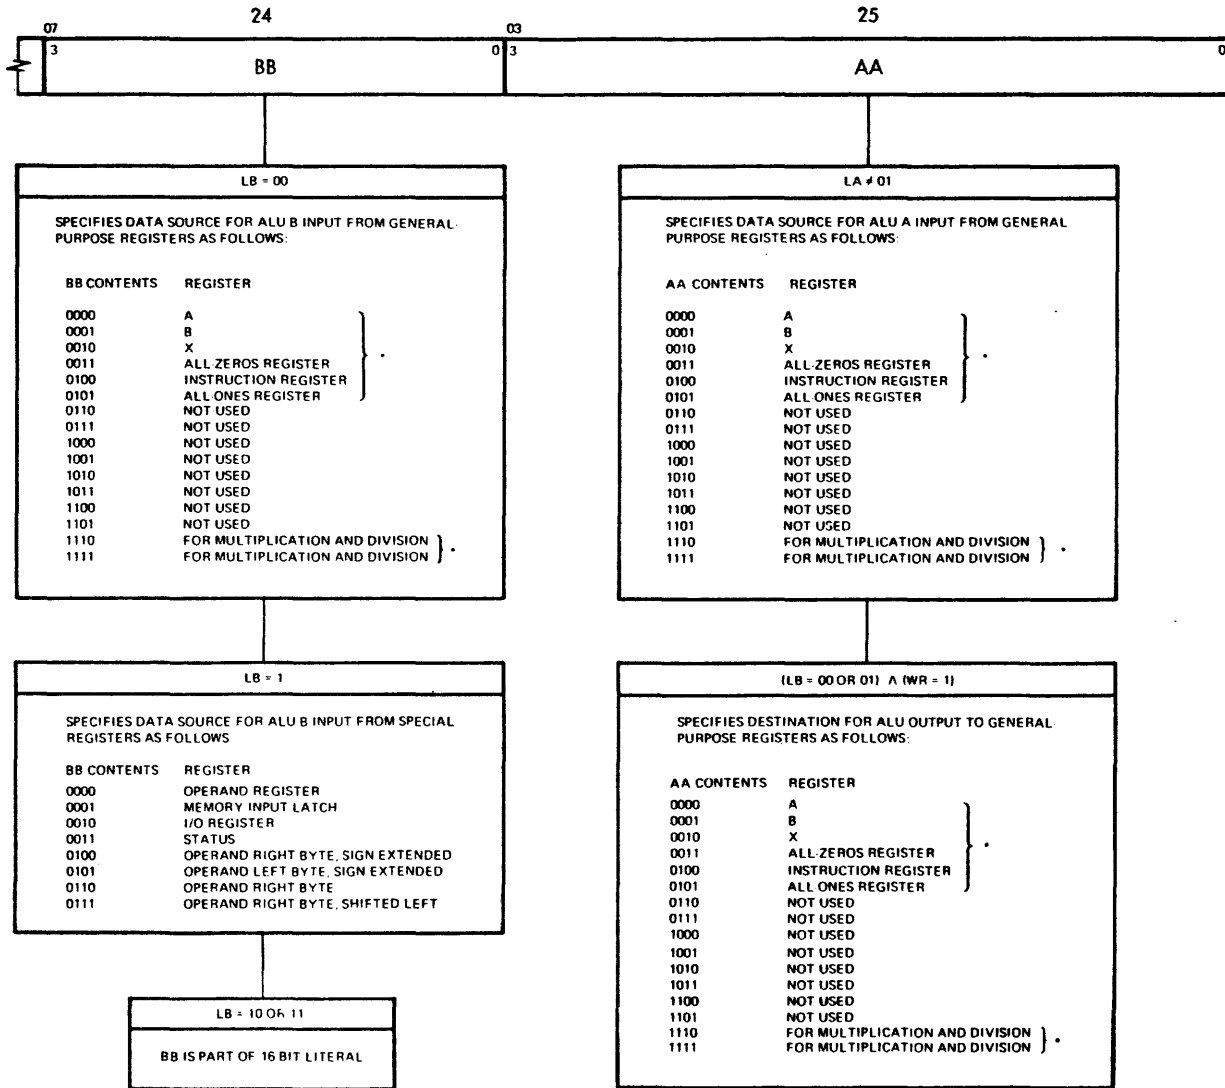 24
25
07
03
3
0
3
0
BB
AA
LB = 00
SPECIFIES DATA SOURCE FOR ALU B INPUT FROM GENERAL
PURPOSE REGISTERS AS FOLLOWS:
BB CONTENTS REGISTER
0000 A
0001 B
0010 X
0011 ALL-ZEROS REGISTER
0100 INSTRUCTION REGISTER
0101 ALL-ONES REGISTER
0110 NOT USED
0111 NOT USED
1000 NOT USED
1001 NOT USED
1010 NOT USED
1011 NOT USED
1100 NOT USED
1101 NOT USED
1110 FOR MULTIPLICATION AND DIVISION
1111 FOR MULTIPLICATION AND DIVISION
LA ≠ 01
SPECIFIES DATA SOURCE FOR ALU A INPUT FROM GENERAL
PURPOSE REGISTERS AS FOLLOWS:
AA CONTENTS REGISTER
0000 A
0001 B
0010 X
0011 ALL-ZEROS REGISTER
0100 INSTRUCTION REGISTER
0101 ALL-ONES REGISTER
0110 NOT USED
0111 NOT USED
1000 NOT USED
1001 NOT USED
1010 NOT USED
1011 NOT USED
1100 NOT USED
1101 NOT USED
1110 FOR MULTIPLICATION AND DIVISION
1111 FOR MULTIPLICATION AND DIVISION
LB = 1
SPECIFIES DATA SOURCE FOR ALU B INPUT FROM SPECIAL
REGISTERS AS FOLLOWS
BB CONTENTS REGISTER
0000 OPERAND REGISTER
0001 MEMORY INPUT LATCH
0010 I/O REGISTER
0011 STATUS
0100 OPERAND RIGHT BYTE, SIGN EXTENDED
0101 OPERAND LEFT BYTE, SIGN EXTENDED
0110 OPERAND RIGHT BYTE
0111 OPERAND RIGHT BYTE, SHIFTED LEFT
LB = 10 OR 11
BB IS PART OF 16 BIT LITERAL
(LB = 00 OR 01) Λ (WR = 1)
SPECIFIES DESTINATION FOR ALU OUTPUT TO GENERAL
PURPOSE REGISTERS AS FOLLOWS:
AA CONTENTS REGISTER
0000 A
0001 B
0010 X
0011 ALL-ZEROS REGISTER
0100 INSTRUCTION REGISTER
0101 ALL ONES REGISTER
0110 NOT USED
0111 NOT USED
1000 NOT USED
1001 NOT USED
1010 NOT USED
1011 NOT USED
1100 NOT USED
1101 NOT USED
1110 FOR MULTIPLICATION AND DIVISION
1111 FOR MULTIPLICATION AND DIVISION